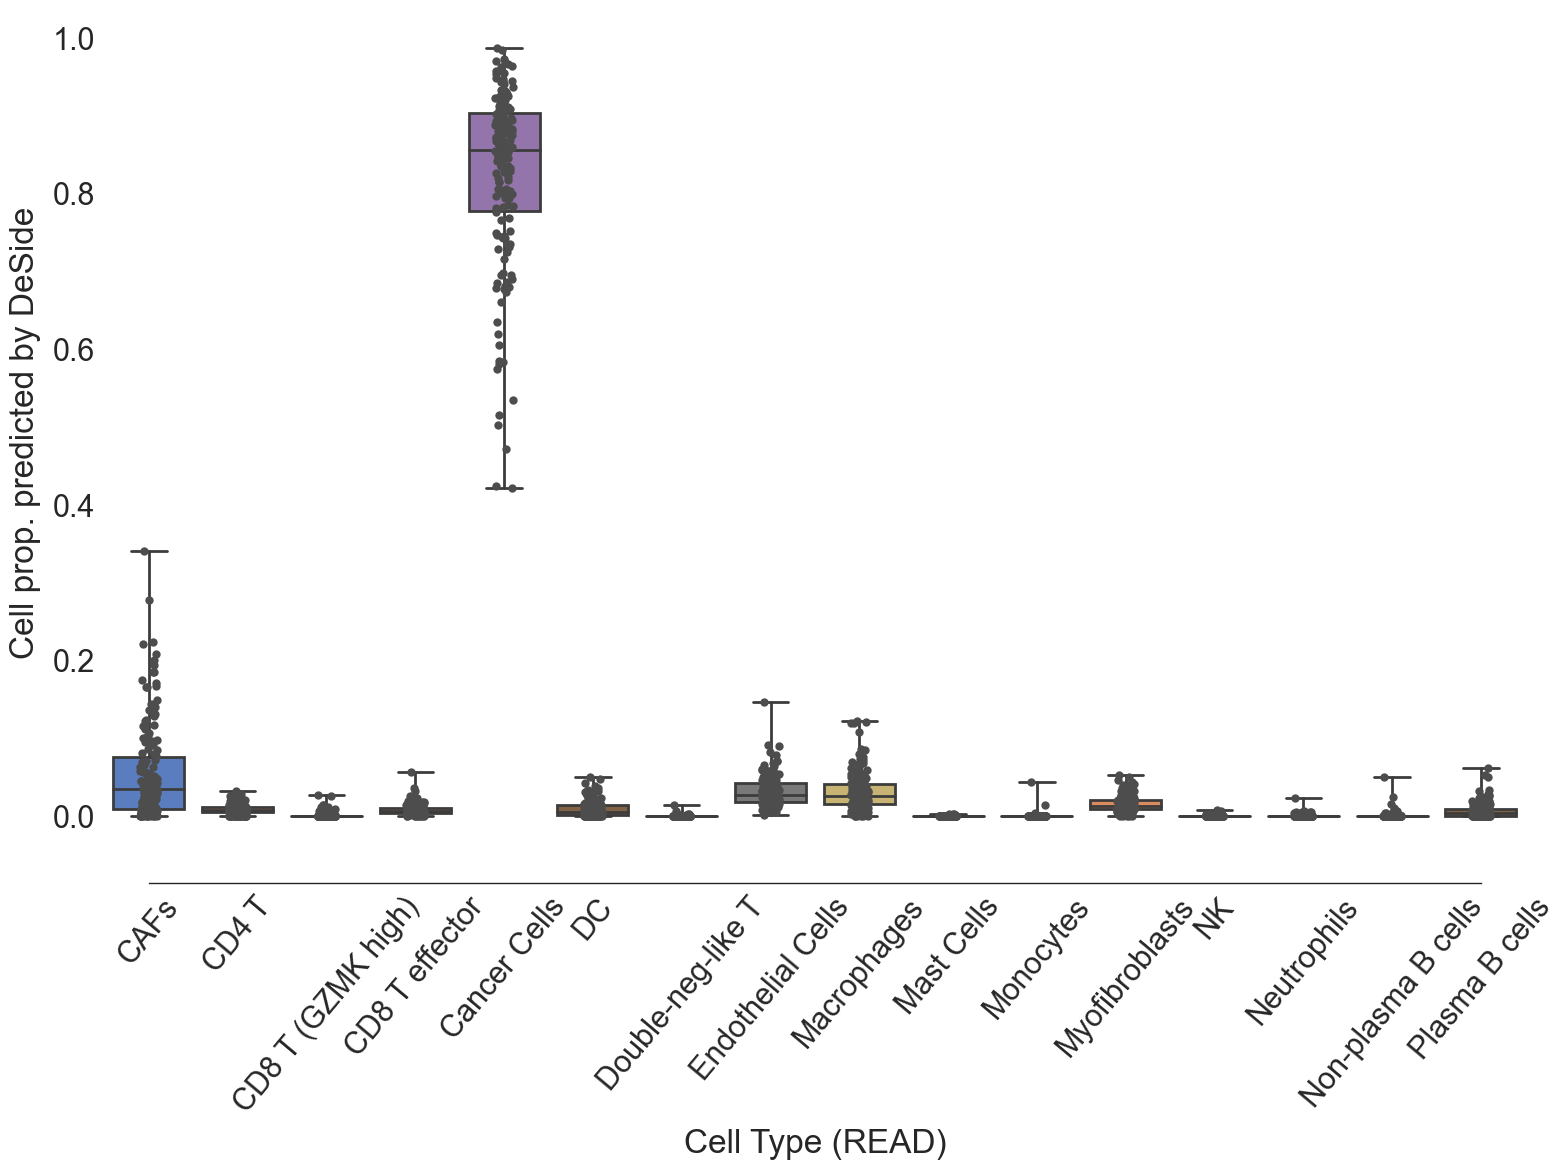 Cell prop. predicted by DeSide
1.0
0.8
0.6
0.4
0.2
0.0
CAFs
CD4 T
CD8 T (GZMK high)
CD8 T effector
Cancer Cells
DC
Double-neg-like T
Endothelial Cells
Macrophages
Mast Cells
Monocytes
Myofibroblasts
NK
Neutrophils
Non-plasma B cells
Plasma B cells
Cell Type (READ)